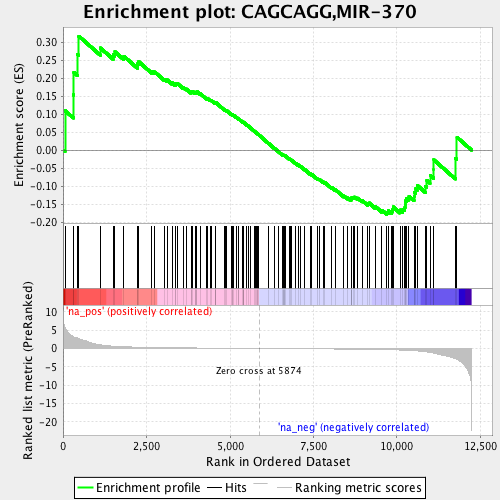 Enrichment plot: CAGCAGG,MIR-370
Enrichment score (ES)
0.30
0.25
0.20
0.15
0.10
0.05
0.00
-0.05
-0.10
-0.15
-0.20
'na_pos' (positively correlated)
Ranked list metric (PreRanked)
10
5
0
-5
-10
-15
-20
Zero cross at 5874
'na_neg' (negatively correlated)
0
2,500
5,000
7,500
10,000
12,500
Rank in Ordered Dataset
Enrichment profile
Hits
Ranking metric scores